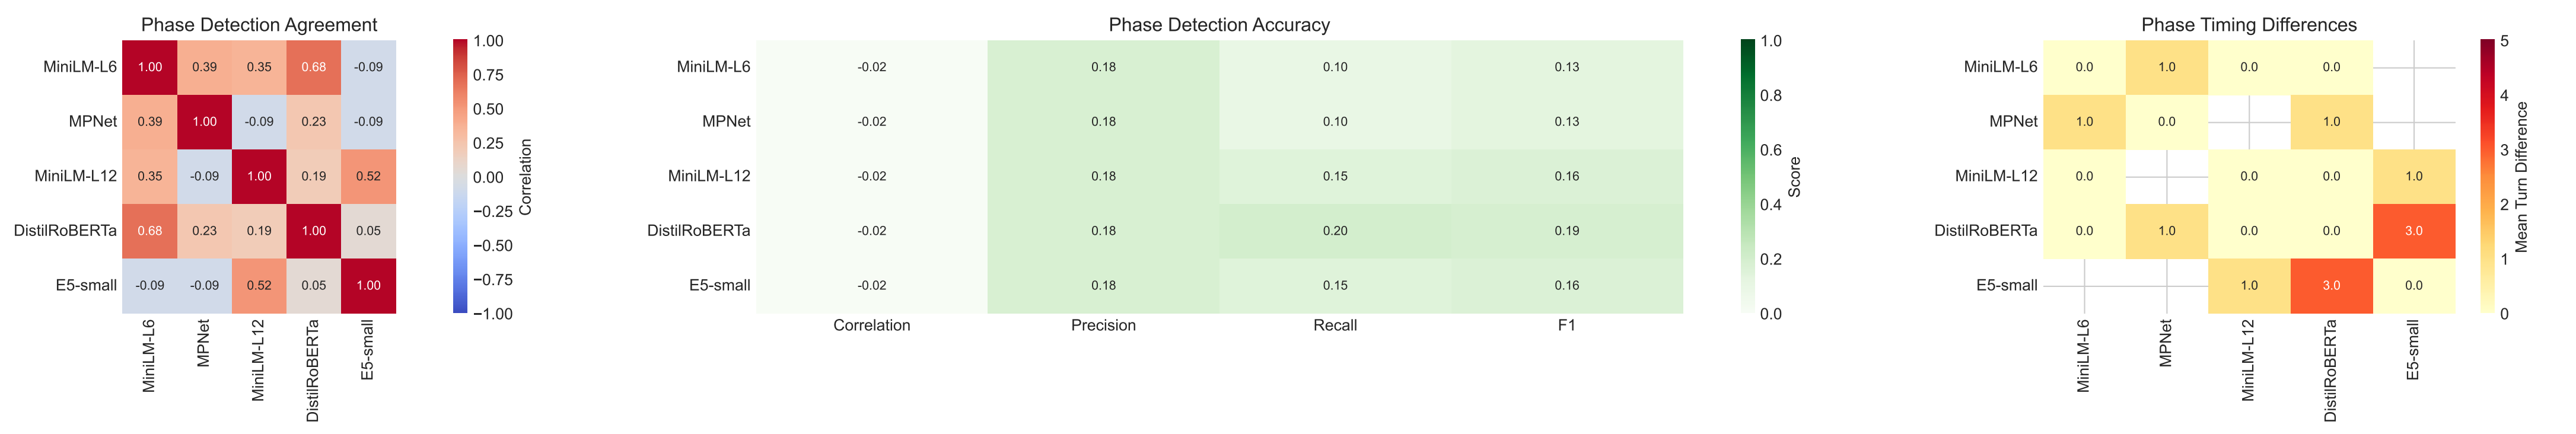 Phase Detection Agreement
MiniLM-L6 1.00 0.39 0.35 0.68 -0.09
MPNet 0.39 1.00 -0.09 0.23 -0.09
MiniLM-L12 0.35 -0.09 1.00 0.19 0.52
DistilRoBERTa 0.68 0.23 0.19 1.00 0.05
E5-small -0.09 -0.09 0.52 0.05 1.00
MiniLM-L6 MPNet MiniLM-L12 DistilRoBERTa E5-small
1.00
0.75
0.50
0.25
0.00
−0.25
−0.50
−0.75
−1.00
Correlation
Phase Detection Accuracy
MiniLM-L6 -0.02 0.18 0.10 0.13
MPNet -0.02 0.18 0.10 0.13
MiniLM-L12 -0.02 0.18 0.15 0.16
DistilRoBERTa -0.02 0.18 0.20 0.19
E5-small -0.02 0.18 0.15 0.16
Correlation Precision Recall F1
1.0
0.8
0.6
0.4
0.2
0.0
Score
Phase Timing Differences
MiniLM-L6 0.0 1.0 0.0 0.0
MPNet 1.0 0.0 1.0
MiniLM-L12 0.0 0.0 0.0 1.0
DistilRoBERTa 0.0 1.0 0.0 0.0 3.0
E5-small 1.0 3.0 0.0
MiniLM-L6 MPNet MiniLM-L12 DistilRoBERTa E5-small
5
4
3
2
1
0
Mean Turn Difference